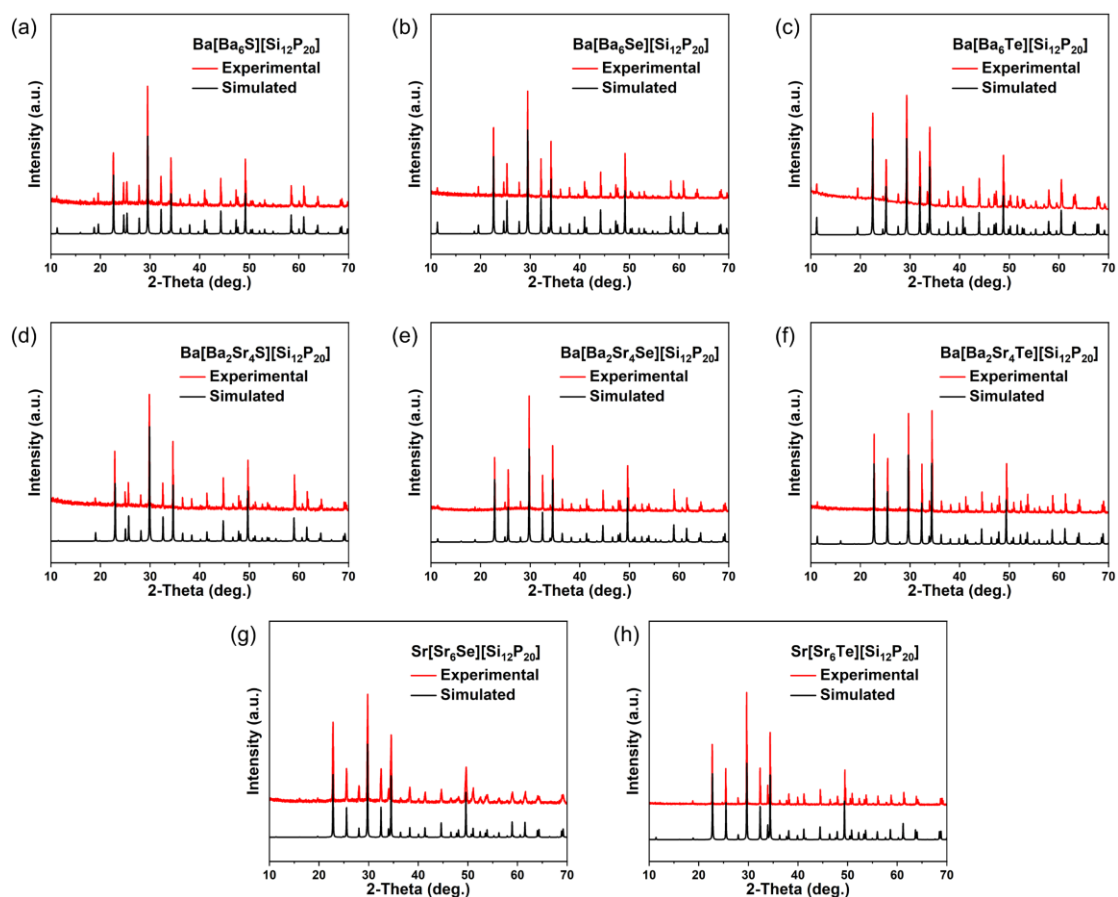 (a)
Ba[Ba₆S][Si₁₂P₂₀]
Experimental
Simulated
Intensity (a.u.)
10 20 30 40 50 60 70
2-Theta (deg.)
(b)
Ba[Ba₆Se][Si₁₂P₂₀]
Experimental
Simulated
Intensity (a.u.)
10 20 30 40 50 60 70
2-Theta (deg.)
(c)
Ba[Ba₆Te][Si₁₂P₂₀]
Experimental
Simulated
Intensity (a.u.)
10 20 30 40 50 60 70
2-Theta (deg.)
(d)
Ba[Ba₂Sr₄S][Si₁₂P₂₀]
Experimental
Simulated
Intensity (a.u.)
10 20 30 40 50 60 70
2-Theta (deg.)
(e)
Ba[Ba₂Sr₄Se][Si₁₂P₂₀]
Experimental
Simulated
Intensity (a.u.)
10 20 30 40 50 60 70
2-Theta (deg.)
(f)
Ba[Ba₂Sr₄Te][Si₁₂P₂₀]
Experimental
Simulated
Intensity (a.u.)
10 20 30 40 50 60 70
2-Theta (deg.)
(g)
Sr[Sr₆Se][Si₁₂P₂₀]
Experimental
Simulated
Intensity (a.u.)
10 20 30 40 50 60 70
2-Theta (deg.)
(h)
Sr[Sr₆Te][Si₁₂P₂₀]
Experimental
Simulated
Intensity (a.u.)
10 20 30 40 50 60 70
2-Theta (deg.)